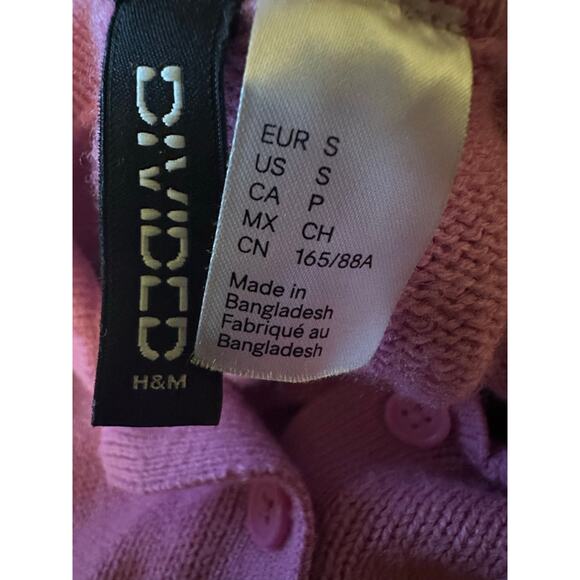 DIVIDED
H&M
EUR S
US S
CA P
MX CH
CN 165/88A
Made in
Bangladesh
Fabriqué au
Bangladesh